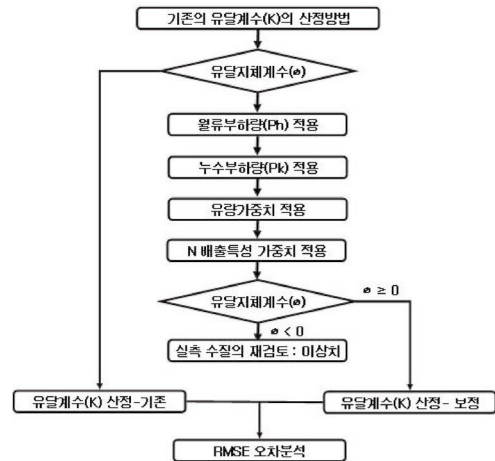 기존의 유달계수(K)의 산정방법
유달지체계수(ø)
월류부하량(Ph) 적용
누수부하량(Pk) 적용
유량가중치 적용
N 배출특성 가중치 적용
유달지체계수(ø)
ø ≥ 0
ø < 0
실측 수질의 재검토 : 이상치
유달계수(K) 산정-기존
유달계수(K) 산정- 보정
RMSE 오차분석